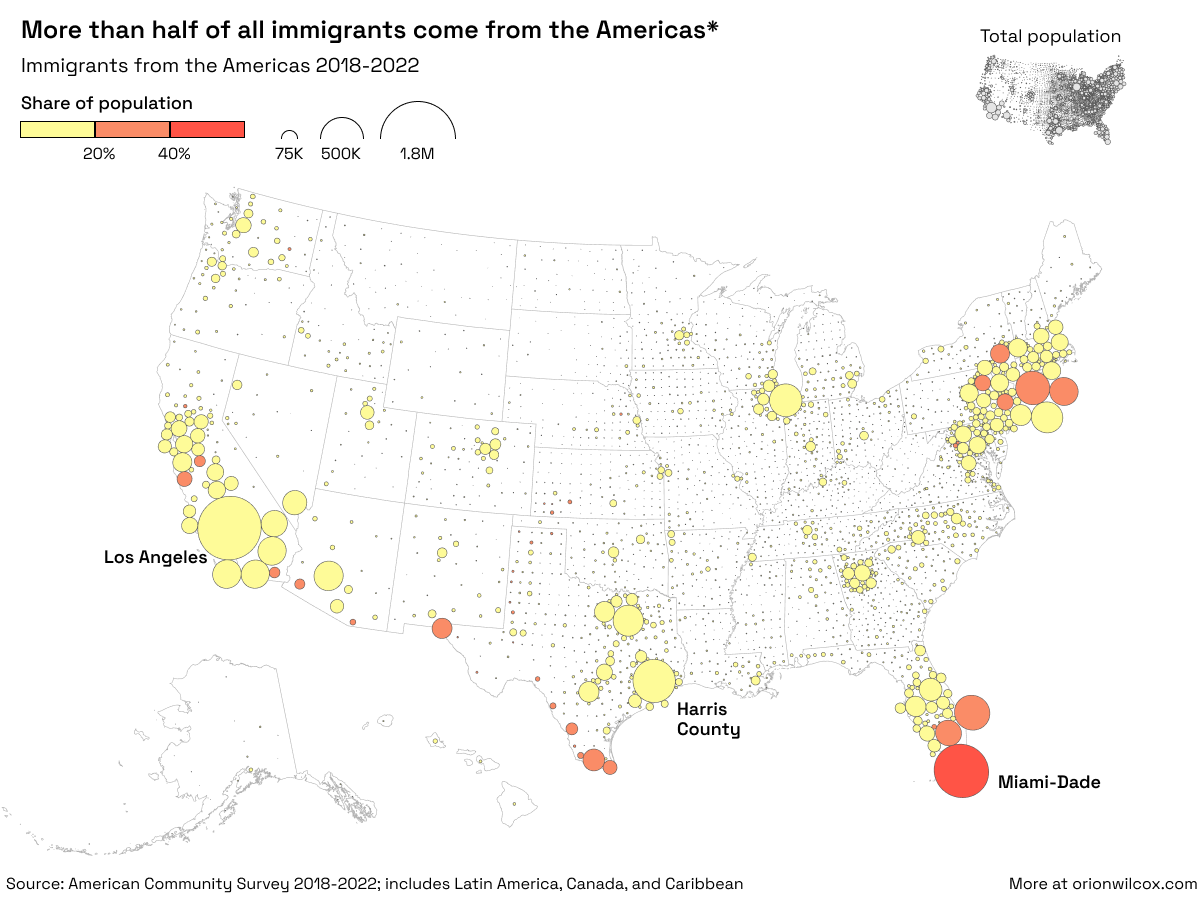 More than half of all immigrants come from the Americas*
Immigrants from the Americas 2018-2022
Total population
Share of population
20% 40%
75K 500K 1.8M
Los Angeles
Harris
County
Miami-Dade
Source: American Community Survey 2018-2022; includes Latin America, Canada, and Caribbean
More at orionwilcox.com